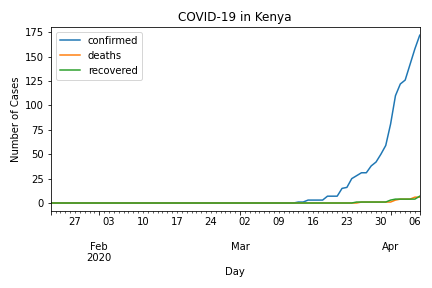 COVID-19 in Kenya
confirmed
deaths
recovered
Number of Cases
175
150
125
100
75
50
25
0
27 03 10 17 24 02 09 16 23 30 06
Feb Mar Apr
2020
Day